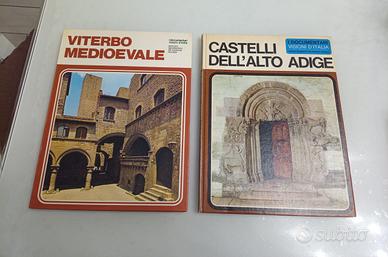 VITERBO
MEDIOEVALE
CASTELLI
DELL'ALTO ADIGE
I DOCUMENTARI
VISIONI D'ITALIA
subito